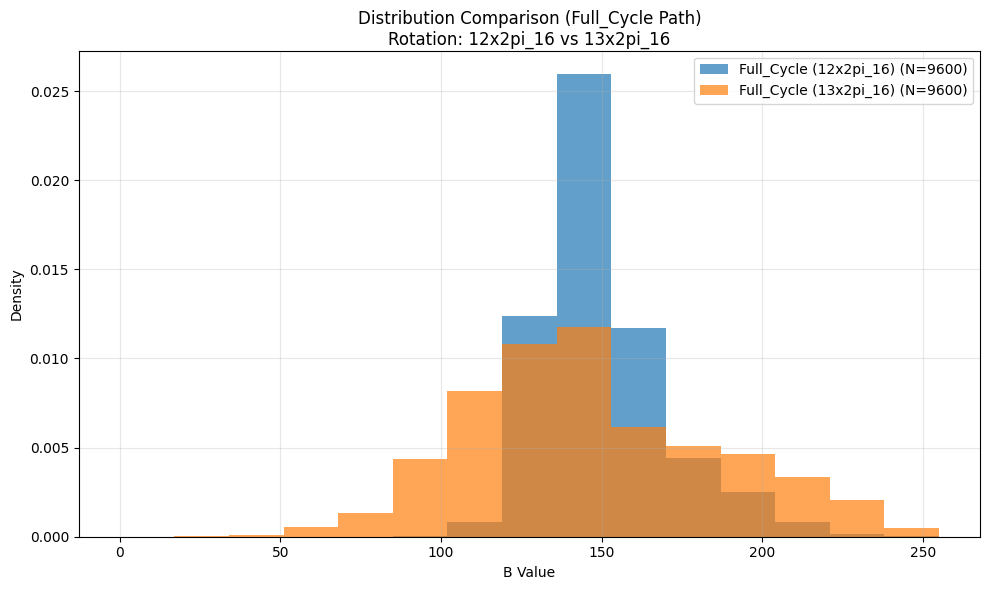 Distribution Comparison (Full_Cycle Path)
Rotation: 12x2pi_16 vs 13x2pi_16
Full_Cycle (12x2pi_16) (N=9600)
Full_Cycle (13x2pi_16) (N=9600)
Density
0.025
0.020
0.015
0.010
0.005
0.000
0 50 100 150 200 250
B Value